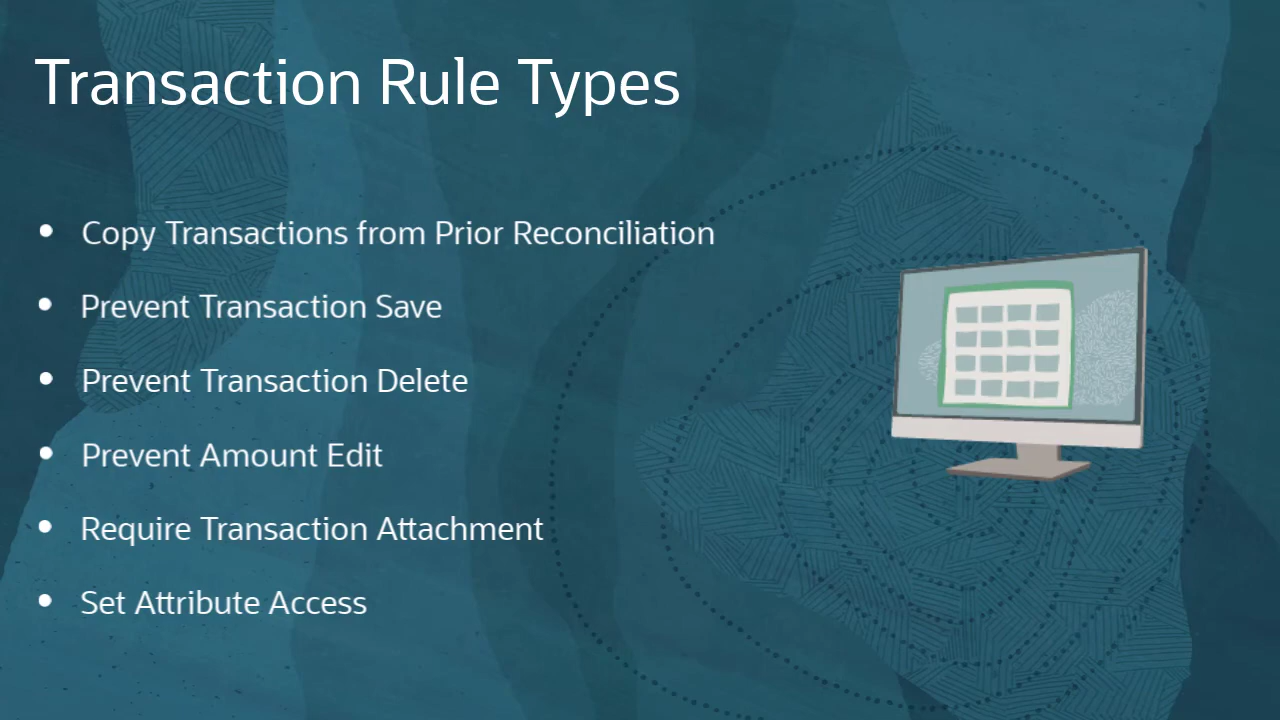 Transaction Rule Types
• Copy Transactions from Prior Reconciliation
• Prevent Transaction Save
• Prevent Transaction Delete
• Prevent Amount Edit
• Require Transaction Attachment
• Set Attribute Access